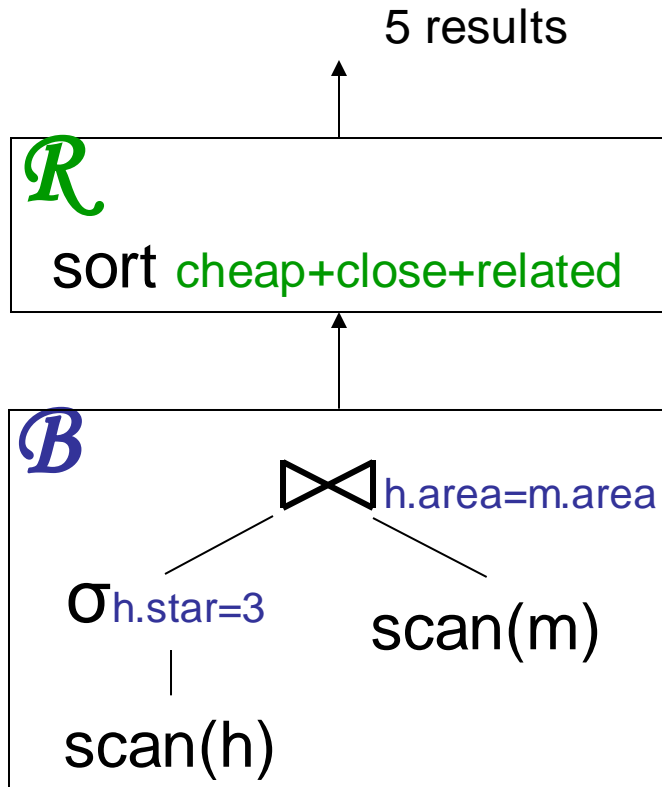 5 results
R
sort cheap+close+related
B
⋈ h.area=m.area
σh.star=3
scan(m)
scan(h)